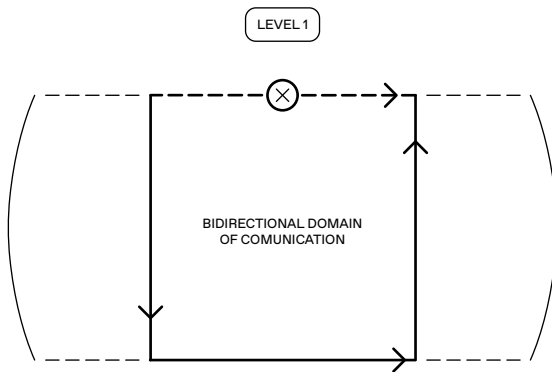 LEVEL 1
BIDIRECTIONAL DOMAIN
OF COMUNICATION